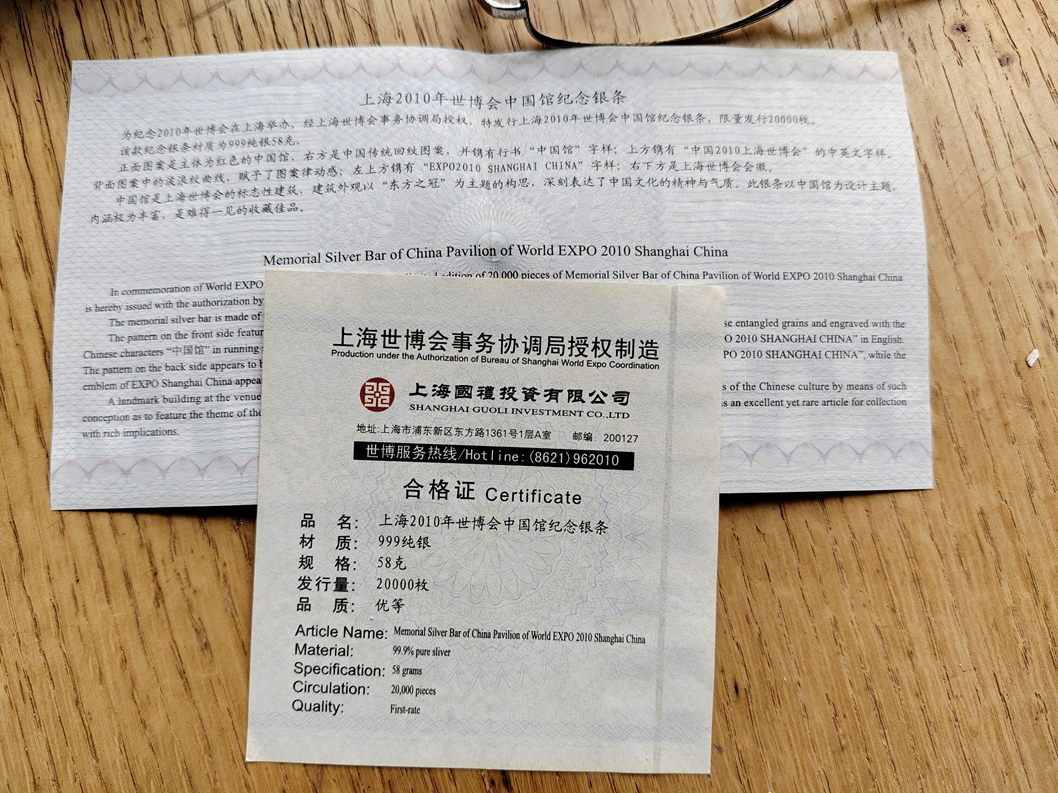 上海2010年世博会中国馆纪念银条
为纪念2010年世博会在上海举办，经上海世博会事务协调局授权、特发行上海2010年世博会中国馆纪念银条，限量发行20000枚。
该款纪念银条材质为999纯银58克。
正面图案是主体为红色的中国馆，右方是中国传统回纹图案，并镌有行书“中国馆”字样；上方镌有“中国2010上海世博会”的中英文字样。
背面图案中的波浪纹曲线，赋予了图案律动感；左上方镌有“EXPO2010 SHANGHAI CHINA”字样；右下方是上海世博会会徽。
中国馆是上海世博会的标志性建筑，建筑外观以“东方之冠”为主题的构思，深刻表达了中国文化的精神与气质。此银条以中国馆为设计主题，
内涵极为丰富，是难得一见的收藏佳品。
Memorial Silver Bar of China Pavilion of World EXPO 2010 Shanghai China
edition of 20,000 pieces of Memorial Silver Bar of China Pavilion of World EXPO 2010 Shanghai China
In commemoration of World EXPO
is hereby issued with the authorization by
The memorial silver bar is made of
The pattern on the front side featur
se entangled grains and engraved with the
Chinese characters “中国馆” in running
O 2010 SHANGHAI CHINA” in English.
The pattern on the back side appears to b
PO 2010 SHANGHAI CHINA”, while the
emblem of EXPO Shanghai China appea
A landmark building at the venue
s of the Chinese culture by means of such
conception as to feature the theme of the
as an excellent yet rare article for collection
with rich implications.
上海世博会事务协调局授权制造
Production under the Authorization of Bureau of Shanghai World Expo Coordination
上海國禮投資有限公司
SHANGHAI GUOLI INVESTMENT CO.,LTD
地址:上海市浦东新区东方路1361号1层A室 邮编: 200127
世博服务热线/Hotline:(8621)962010
合格证 Certificate
品 名: 上海2010年世博会中国馆纪念银条
材 质: 999纯银
规 格: 58克
发行量: 20000枚
品 质: 优等
Article Name: Memorial Silver Bar of China Pavilion of World EXPO 2010 Shanghai China
Material: 99.9% pure sliver
Specification: 58 grams
Circulation: 20,000 pieces
Quality: First-rate